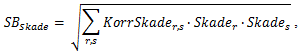 SB_Skade = √(∑_{r,s} KorrSkade_{r,s} · Skade_r · Skade_s) ,